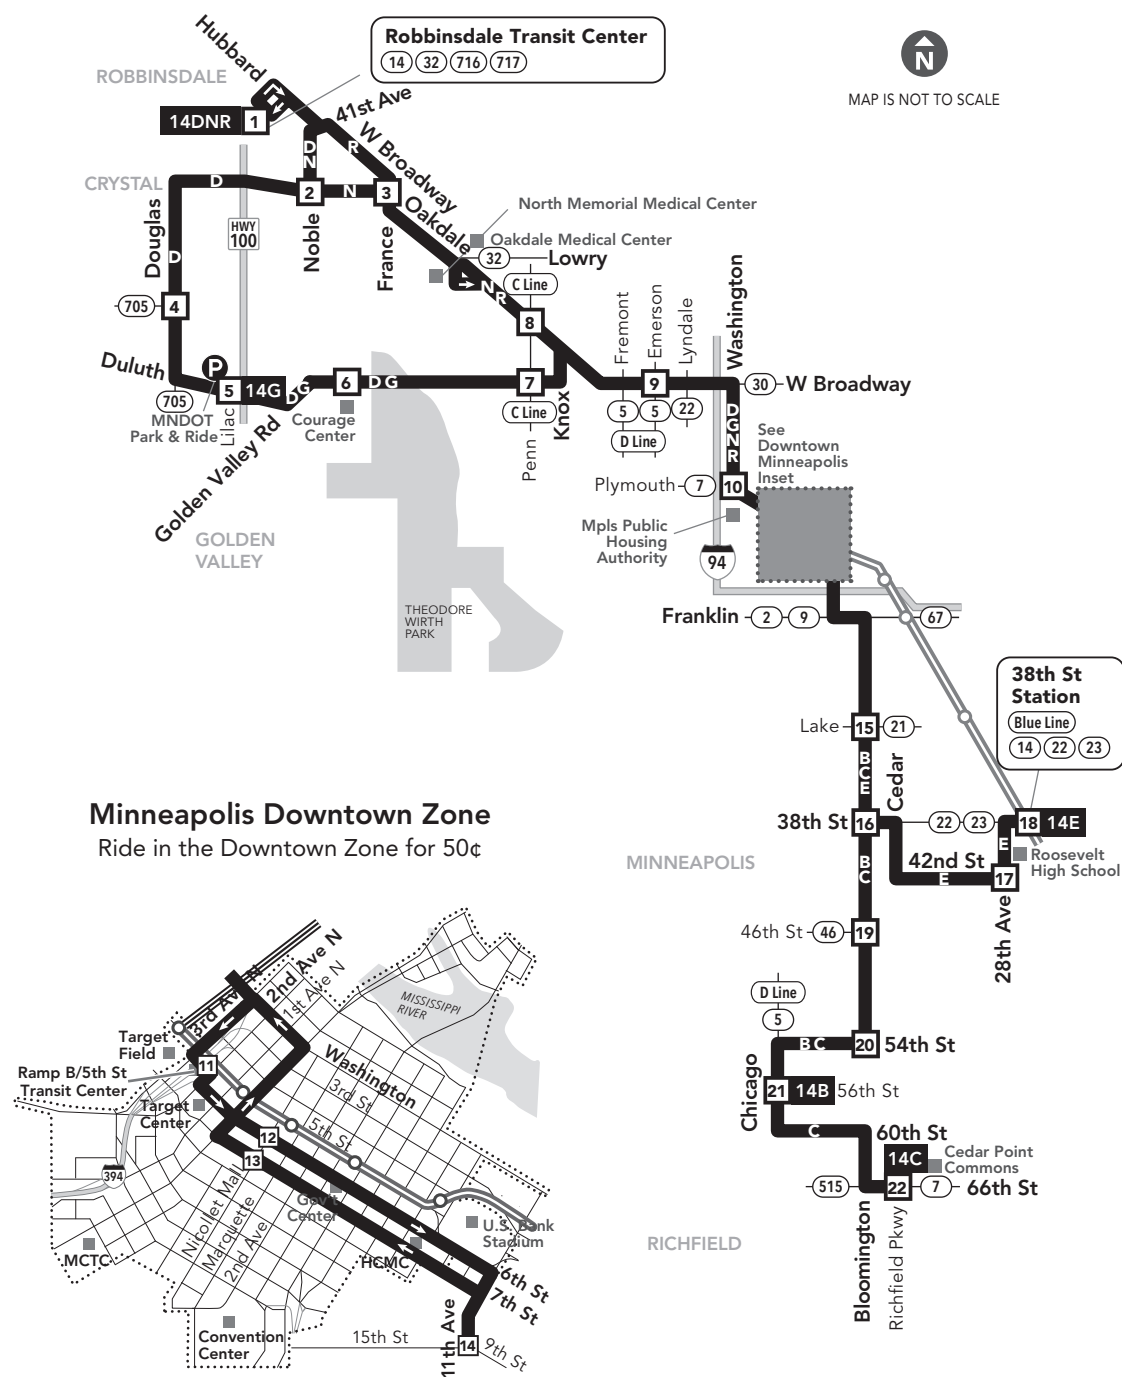 Hubbard
Robbinsdale Transit Center
14 32 716 717
N
MAP IS NOT TO SCALE
ROBBINSDALE
14DNR 1
41st Ave
W Broadway
D
N
R
CRYSTAL
D
2
N
3
Oakdale
North Memorial Medical Center
HWY
100
Douglas
Noble
France
Oakdale Medical Center
32
Lowry
D
N
R
C Line
705
4
8
Fremont
Emerson
Lyndale
Washington
Duluth
P
5
14G
D G
6
D G
7
9
30
W Broadway
705
C Line
Knox
5
5
22
D Line
MNDOT
Park & Ride
Lilac
Courage
Center
Penn
D
G
N
R
Golden Valley Rd
See
Downtown
Minneapolis
Inset
Plymouth
7
10
Mpls Public
Housing
Authority
94
GOLDEN
VALLEY
THEODORE
WIRTH
PARK
Franklin
2
9
67
38th St
Station
Blue Line
14 22 23
Lake
15
21
B
C
E
Cedar
38th St
16
22
23
18
14E
MINNEAPOLIS
B
C
42nd St
E
E
17
Roosevelt
High School
28th Ave
46th St
46
19
D Line
5
B C
20
54th St
Chicago
21
14B
56th St
C
60th St
14C
Cedar Point
Commons
515
22
7
66th St
RICHFIELD
Bloomington
Richfield Pkwy
Minneapolis Downtown Zone
Ride in the Downtown Zone for 50¢
3rd Ave N
2nd Ave N
1st Ave N
MISSISSIPPI
RIVER
Target
Field
Ramp B/5th St
Transit Center
11
Washington
3rd St
Target
Center
5th St
12
13
394
Nicollet Mall
Marquette
2nd Ave
Gov't
Center
U.S. Bank
Stadium
MCTC
HCMC
6th St
7th St
Convention
Center
15th St
11th Ave
14
9th St